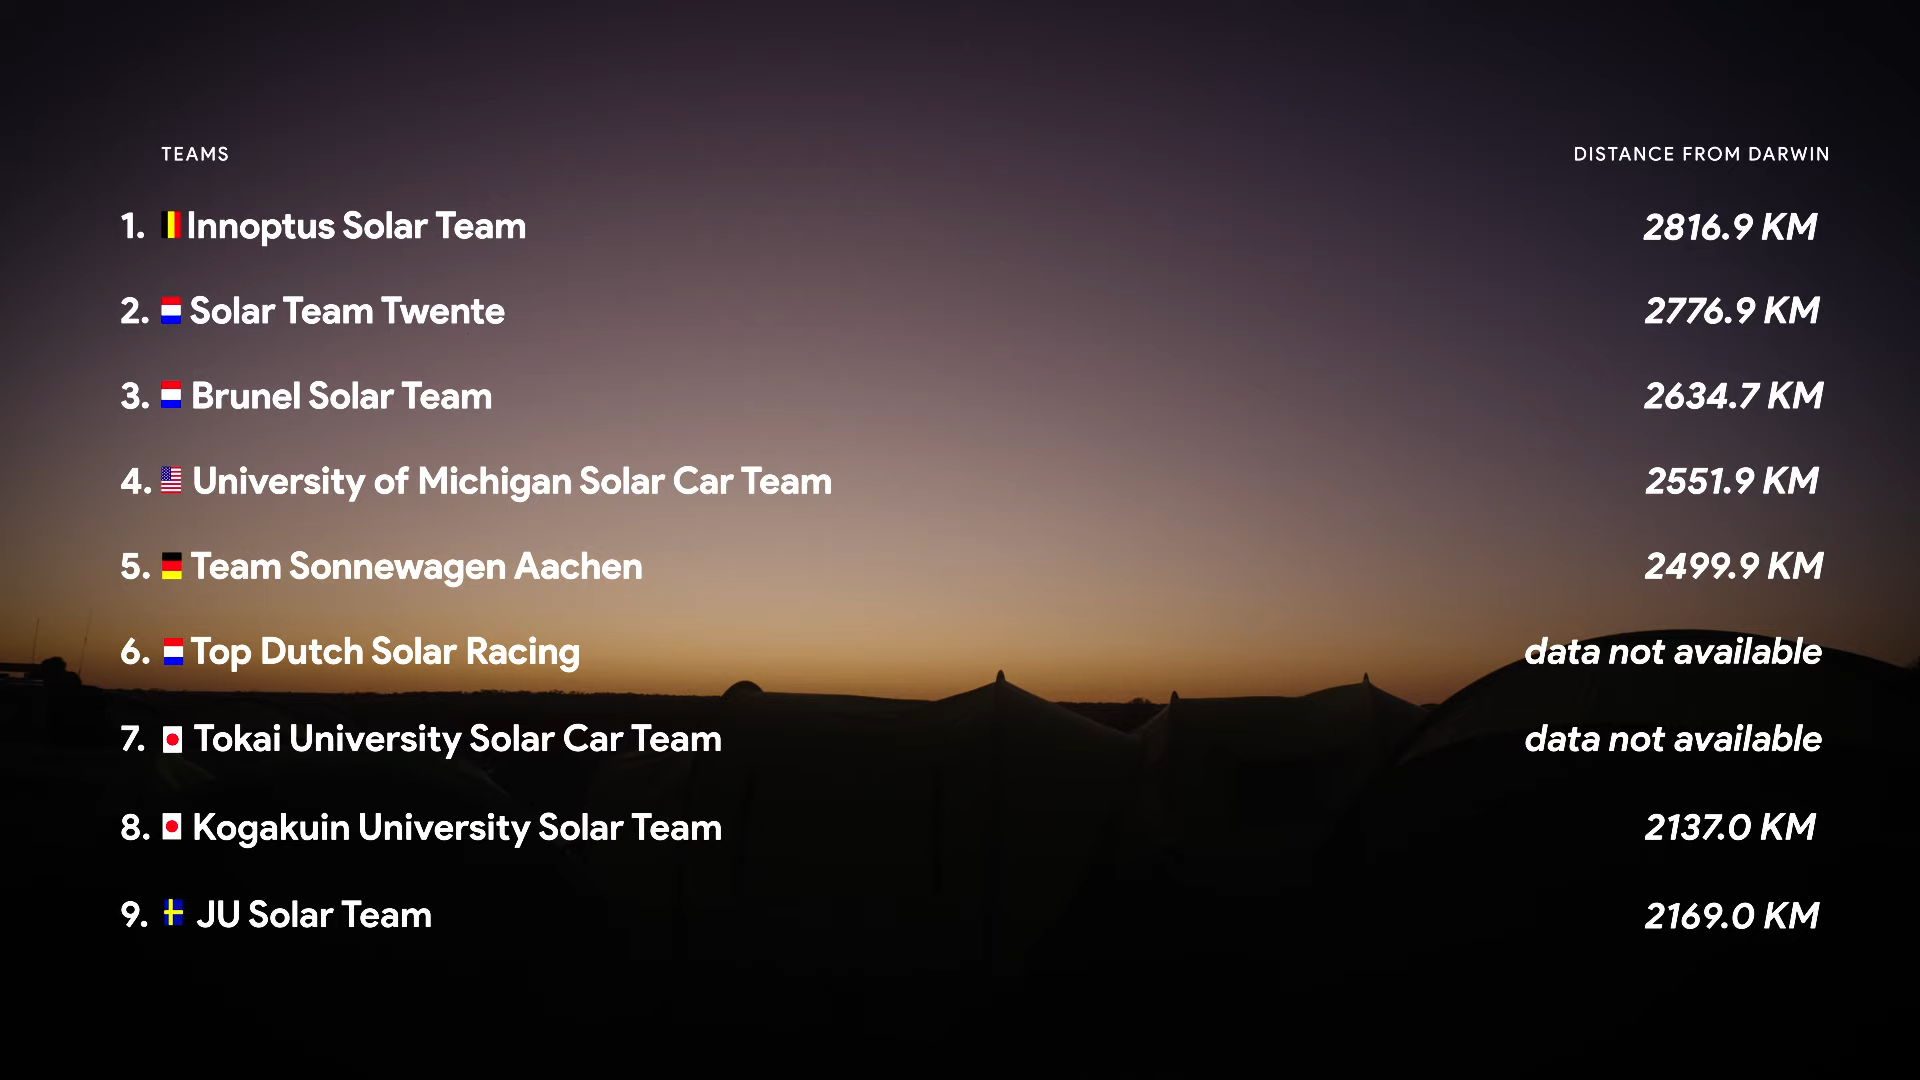 TEAMS DISTANCE FROM DARWIN
1. Innoptus Solar Team 2816.9 KM
2. Solar Team Twente 2776.9 KM
3. Brunel Solar Team 2634.7 KM
4. University of Michigan Solar Car Team 2551.9 KM
5. Team Sonnewagen Aachen 2499.9 KM
6. Top Dutch Solar Racing data not available
7. Tokai University Solar Car Team data not available
8. Kogakuin University Solar Team 2137.0 KM
9. JU Solar Team 2169.0 KM